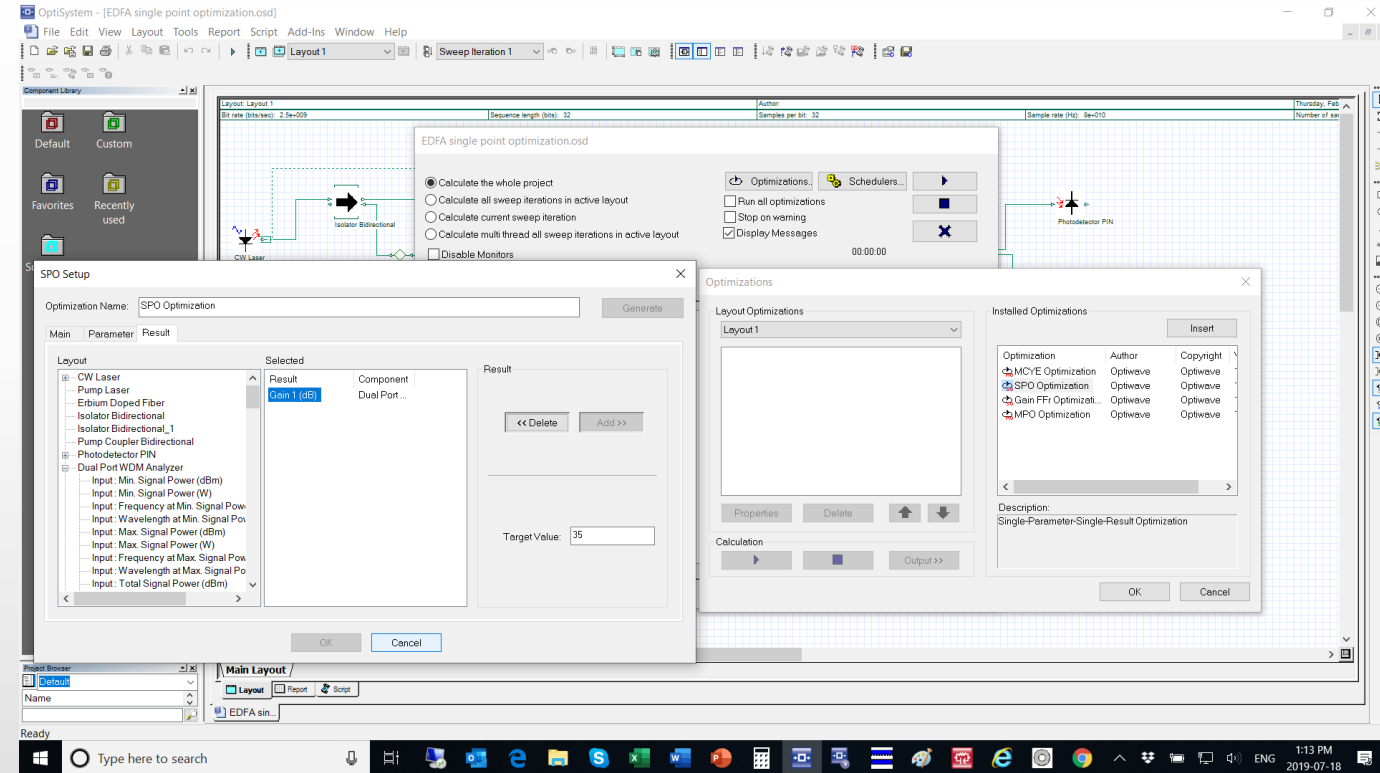 OptiSystem - [EDFA single point optimization.osd]
File Edit View Layout Tools Report Script Add-Ins Window Help
Layout 1
Sweep Iteration 1
Component Library
Default Custom
Favorites Recently used
Layout: Layout 1 Author: Thursday, Feb
Bit rate (bits/sec): 2.5e+009 Sequence length (bits): 32 Samples per bit: 32 Sample rate (Hz): 8e+010 Number of sa
Isolator Bidirectional
CW Laser
Photodetector PIN
EDFA single point optimization.osd
Calculate the whole project
Calculate all sweep iterations in active layout
Calculate current sweep iteration
Calculate multi thread all sweep iterations in active layout
Disable Monitors
Optimizations.. Schedulers...
Run all optimizations
Stop on warning
Display Messages
00:00:00
SPO Setup
Optimization Name: SPO Optimization Generate
Main Parameter Result
Layout
CW Laser
Pump Laser
Erbium Doped Fiber
Isolator Bidirectional
Isolator Bidirectional_1
Pump Coupler Bidirectional
Photodetector PIN
Dual Port WDM Analyzer
Input : Min. Signal Power (dBm)
Input : Min. Signal Power (W)
Input : Frequency at Min. Signal Pow
Input : Wavelength at Min. Signal Po
Input : Max. Signal Power (dBm)
Input : Max. Signal Power (W)
Input : Frequency at Max. Signal Pow
Input : Wavelength at Max. Signal Po
Input : Total Signal Power (dBm)
Selected
Result Component
Gain 1 (dB) Dual Port ...
Result
<< Delete Add >>
Target Value: 35
OK Cancel
Optimizations
Layout Optimizations
Layout 1
Properties Delete
Calculation
Output >>
Installed Optimizations
Insert
Optimization Author Copyright
MCYE Optimization Optiwave Optiwave
SPO Optimization Optiwave Optiwave
Gain FFr Optimizati... Optiwave Optiwave
MPO Optimization Optiwave Optiwave
Description:
Single-Parameter-Single-Result Optimization
OK Cancel
Project Browser
Default
Name
Main Layout
Layout Report Script
EDFA sin...
Ready
Type here to search
ENG
1:13 PM
2019-07-18